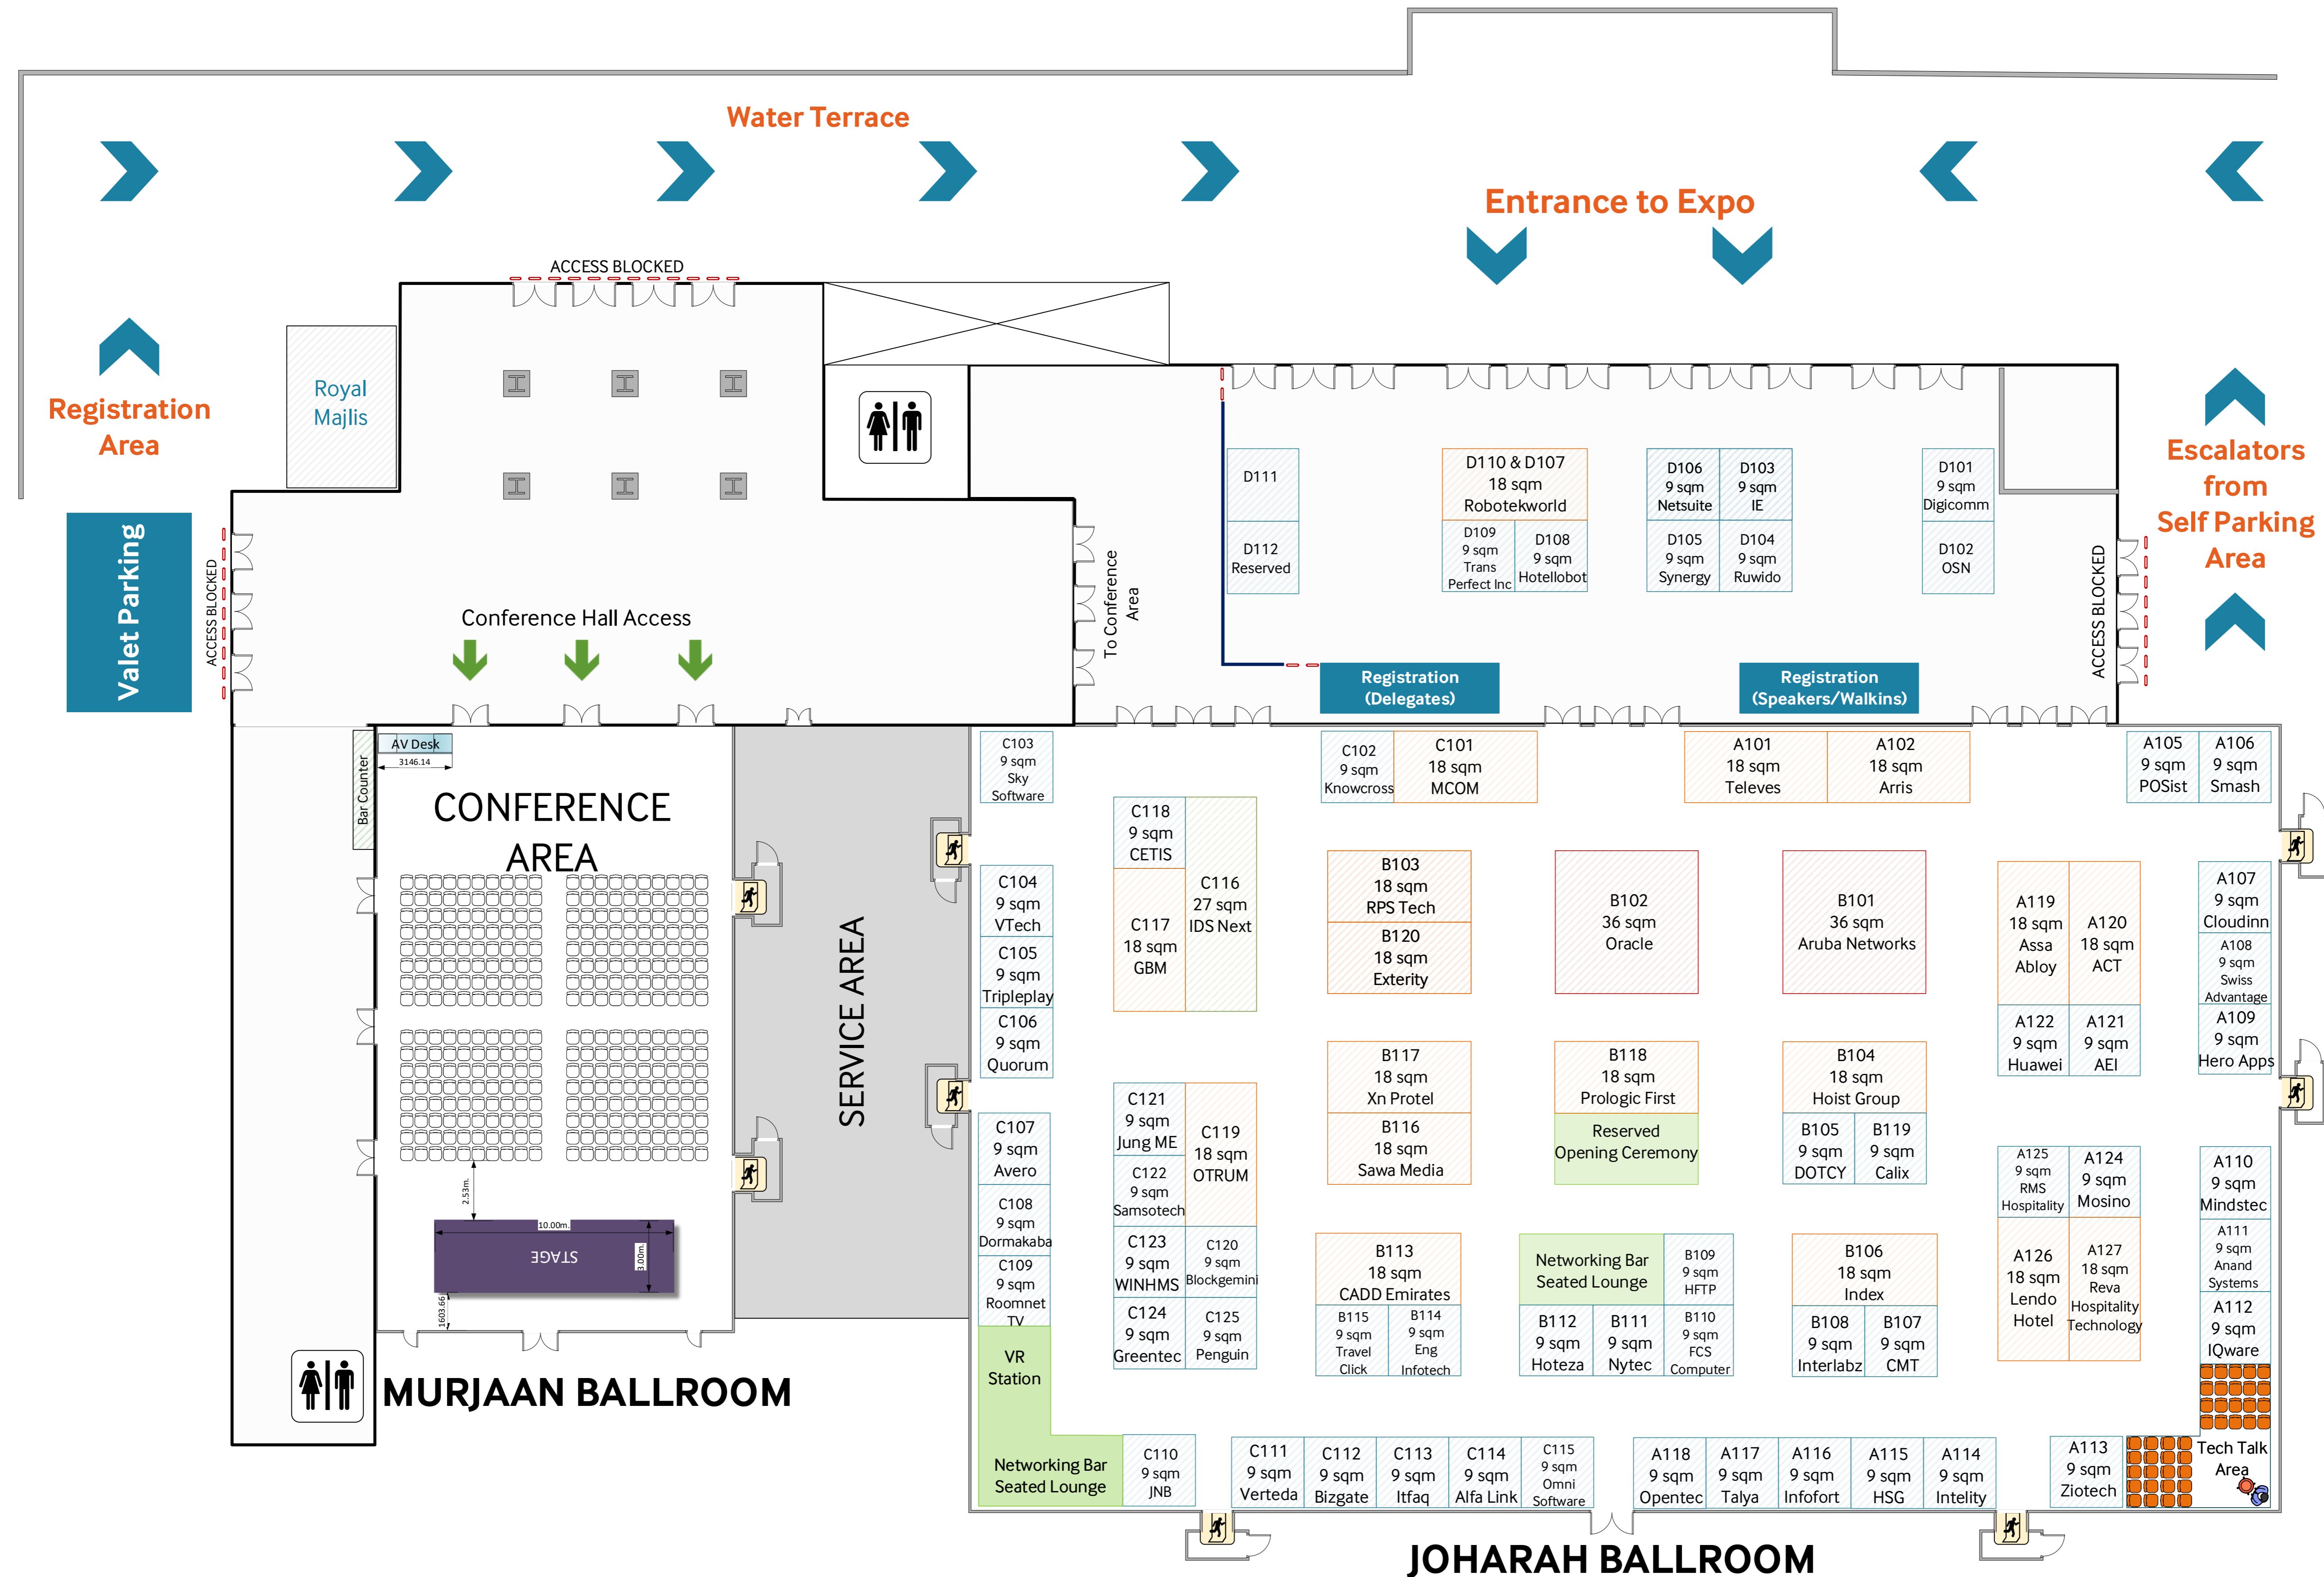 Water Terrace
Entrance to Expo
ACCESS BLOCKED
Royal
Majlis
Registration
Area
Valet Parking
ACCESS BLOCKED
Conference Hall Access
To Conference
Area
D111
D112
Reserved
D110 & D107
18 sqm
Robotekworld
D109
9 sqm
Trans
Perfect Inc
D108
9 sqm
Hotellobot
D106
9 sqm
Netsuite
D103
9 sqm
IE
D105
9 sqm
Synergy
D104
9 sqm
Ruwido
D101
9 sqm
Digicomm
D102
OSN
ACCESS BLOCKED
Escalators
from
Self Parking
Area
Registration
(Delegates)
Registration
(Speakers/Walkins)
Bar Counter
AV Desk
3146.14
CONFERENCE
AREA
2.53m.
10.00m.
STAGE
3.00m.
1603.66
MURJAAN BALLROOM
SERVICE AREA
C103
9 sqm
Sky
Software
C102
9 sqm
Knowcross
C101
18 sqm
MCOM
A101
18 sqm
Televes
A102
18 sqm
Arris
A105
9 sqm
POSist
A106
9 sqm
Smash
C118
9 sqm
CETIS
C117
18 sqm
GBM
C116
27 sqm
IDS Next
C104
9 sqm
VTech
C105
9 sqm
Tripleplay
C106
9 sqm
Quorum
B103
18 sqm
RPS Tech
B120
18 sqm
Exterity
B102
36 sqm
Oracle
B101
36 sqm
Aruba Networks
A119
18 sqm
Assa
Abloy
A120
18 sqm
ACT
A122
9 sqm
Huawei
A121
9 sqm
AEI
A107
9 sqm
Cloudinn
A108
9 sqm
Swiss
Advantage
A109
9 sqm
Hero Apps
C107
9 sqm
Avero
C108
9 sqm
Dormakaba
C109
9 sqm
Roomnet
TV
C121
9 sqm
Jung ME
C119
18 sqm
OTRUM
C122
9 sqm
Samsotech
C123
9 sqm
WINHMS
C120
9 sqm
Blockgemini
C124
9 sqm
Greentec
C125
9 sqm
Penguin
B117
18 sqm
Xn Protel
B116
18 sqm
Sawa Media
B118
18 sqm
Prologic First
Reserved
Opening Ceremony
B104
18 sqm
Hoist Group
B105
9 sqm
DOTCY
B119
9 sqm
Calix
A125
9 sqm
RMS
Hospitality
A124
9 sqm
Mosino
A126
18 sqm
Lendo
Hotel
A127
18 sqm
Reva
Hospitality
Technology
A110
9 sqm
Mindstec
A111
9 sqm
Anand
Systems
A112
9 sqm
IQware
B113
18 sqm
CADD Emirates
B115
9 sqm
Travel
Click
B114
9 sqm
Eng
Infotech
Networking Bar
Seated Lounge
B109
9 sqm
HFTP
B112
9 sqm
Hoteza
B111
9 sqm
Nytec
B110
9 sqm
FCS
Computer
B106
18 sqm
Index
B108
9 sqm
Interlabz
B107
9 sqm
CMT
VR
Station
Networking Bar
Seated Lounge
C110
9 sqm
JNB
C111
9 sqm
Verteda
C112
9 sqm
Bizgate
C113
9 sqm
Itfaq
C114
9 sqm
Alfa Link
C115
9 sqm
Omni
Software
A118
9 sqm
Opentec
A117
9 sqm
Talya
A116
9 sqm
Infofort
A115
9 sqm
HSG
A114
9 sqm
Intelity
A113
9 sqm
Ziotech
Tech Talk
Area
JOHARAH BALLROOM